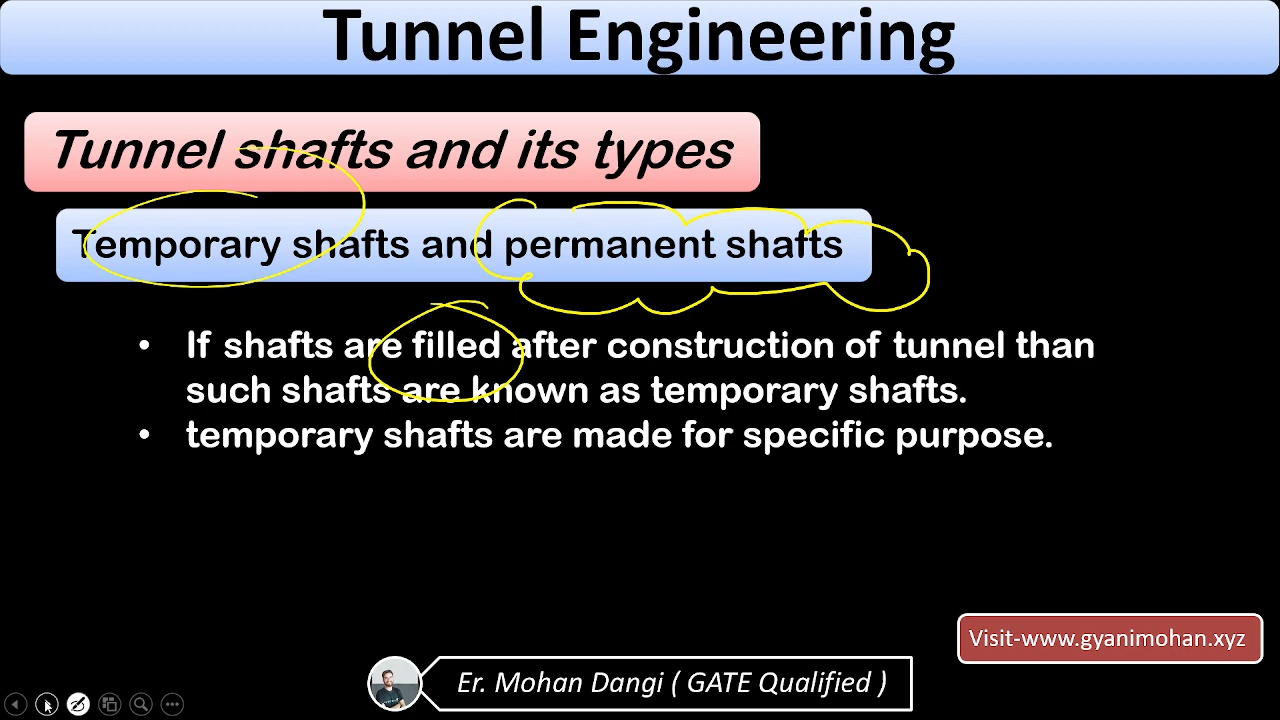 Tunnel Engineering
Tunnel shafts and its types
Temporary shafts and permanent shafts
• If shafts are filled after construction of tunnel than
such shafts are known as temporary shafts.
• temporary shafts are made for specific purpose.
Visit-www.gyanimohan.xyz
Er. Mohan Dangi ( GATE Qualified )